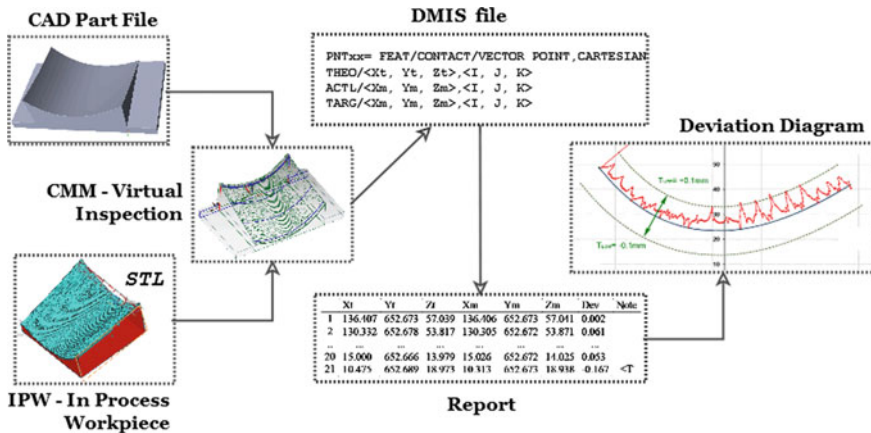 CAD Part File
DMIS file
PNTxx= FEAT/CONTACT/VECTOR POINT,CARTESIAN
THEO/<Xt, Yt, Zt>,<I, J, K>
ACTL/<Xm, Ym, Zm>,<I, J, K>
TARG/<Xm, Ym, Zm>,<I, J, K>
Deviation Diagram
50
40
30
20
10
CMM - Virtual
Inspection
STL
IPW - In Process
Workpiece
Xt Yt Zt Xm Ym Zm Dev Note
1 136.407 652.673 57.039 136.406 652.673 57.041 0.002
2 130.332 652.678 53.817 130.305 652.672 53.871 0.061
... ... ... ... ... ... ... ...
20 15.000 652.666 13.979 15.026 652.672 14.025 0.053
21 10.475 652.689 18.973 10.313 652.673 18.938 -0.167 <T
Report